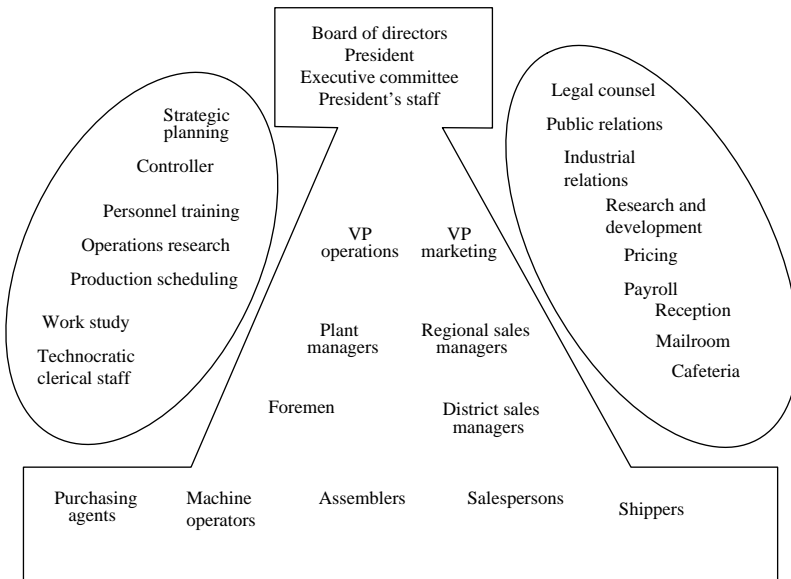 Board of directors
President
Executive committee
President's staff
Strategic
planning
Controller
Personnel training
Operations research
Production scheduling
Work study
Technocratic
clerical staff
Legal counsel
Public relations
Industrial
relations
Research and
development
Pricing
Payroll
Reception
Mailroom
Cafeteria
VP
operations
VP
marketing
Plant
managers
Regional sales
managers
Foremen
District sales
managers
Purchasing
agents
Machine
operators
Assemblers
Salespersons
Shippers